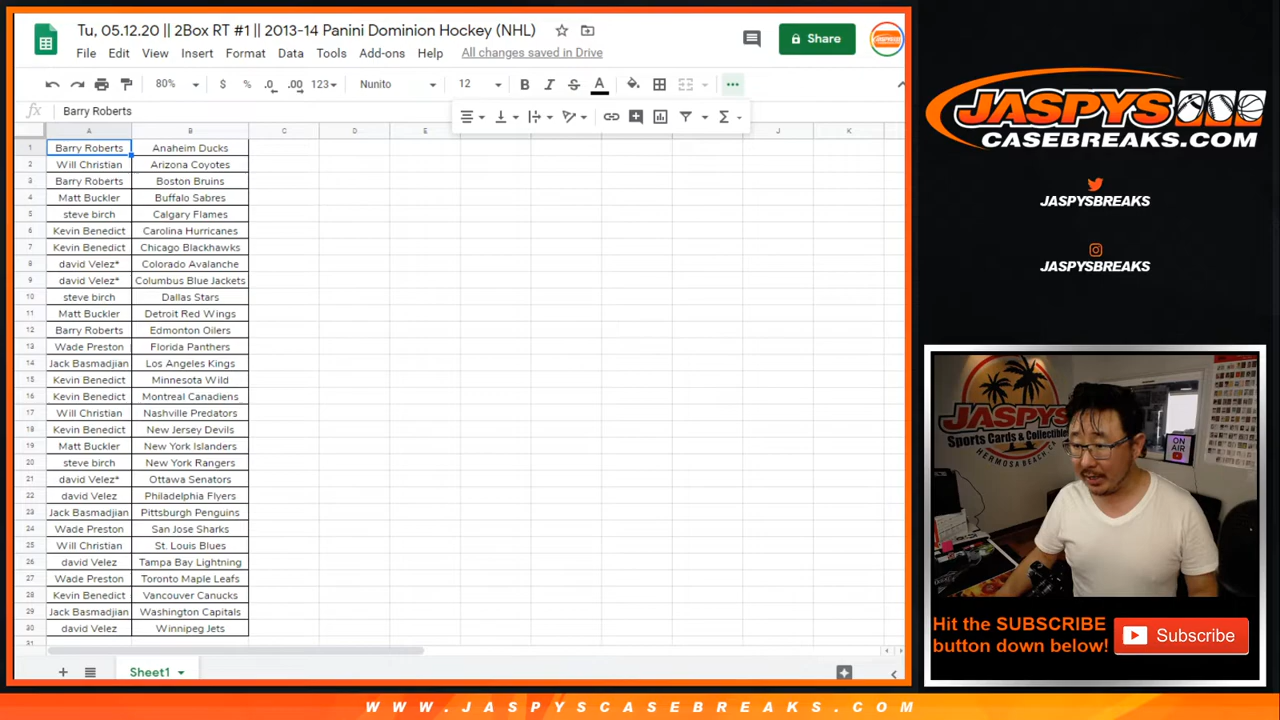 Tu, 05.12.20 || 2Box RT #1 || 2013-14 Panini Dominion Hockey (NHL)
File Edit View Insert Format Data Tools Add-ons Help All changes saved in Drive
Share
80% $ % .0 .00 123 Nunito 12 B I S A
fx Barry Roberts
A B C D E J K
1 Barry Roberts Anaheim Ducks
2 Will Christian Arizona Coyotes
3 Barry Roberts Boston Bruins
4 Matt Buckler Buffalo Sabres
5 steve birch Calgary Flames
6 Kevin Benedict Carolina Hurricanes
7 Kevin Benedict Chicago Blackhawks
8 david Velez* Colorado Avalanche
9 david Velez* Columbus Blue Jackets
10 steve birch Dallas Stars
11 Matt Buckler Detroit Red Wings
12 Barry Roberts Edmonton Oilers
13 Wade Preston Florida Panthers
14 Jack Basmadjian Los Angeles Kings
15 Kevin Benedict Minnesota Wild
16 Kevin Benedict Montreal Canadiens
17 Will Christian Nashville Predators
18 Kevin Benedict New Jersey Devils
19 Matt Buckler New York Islanders
20 steve birch New York Rangers
21 david Velez* Ottawa Senators
22 david Velez Philadelphia Flyers
23 Jack Basmadjian Pittsburgh Penguins
24 Wade Preston San Jose Sharks
25 Will Christian St. Louis Blues
26 david Velez Tampa Bay Lightning
27 Wade Preston Toronto Maple Leafs
28 Kevin Benedict Vancouver Canucks
29 Jack Basmadjian Washington Capitals
30 david Velez Winnipeg Jets
31
Sheet1
JASPYS
CASEBREAKS.COM
JASPYSBREAKS
JASPYSBREAKS
JASPYS
Sports Cards & Collectibles
HERMOSA BEACH, CA
ON
AIR
Hit the SUBSCRIBE
button down below!
Subscribe
WWW.JASPYSCASEBREAKS.COM